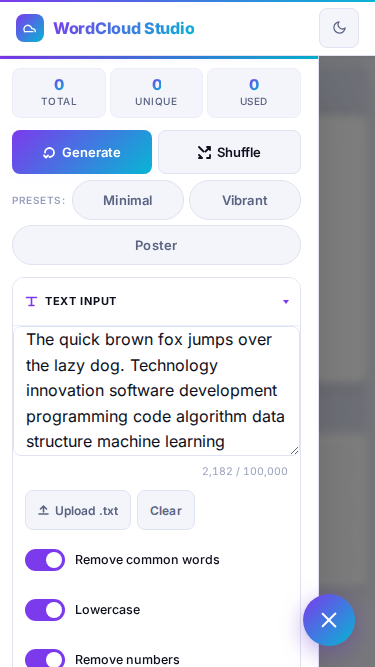 WordCloud Studio
0 0 0
TOTAL UNIQUE USED
Generate Shuffle
PRESETS: Minimal Vibrant
Poster
TEXT INPUT
The quick brown fox jumps over
the lazy dog. Technology
innovation software development
programming code algorithm data
structure machine learning
2,182 / 100,000
Upload .txt Clear
Remove common words
Lowercase
Remove numbers